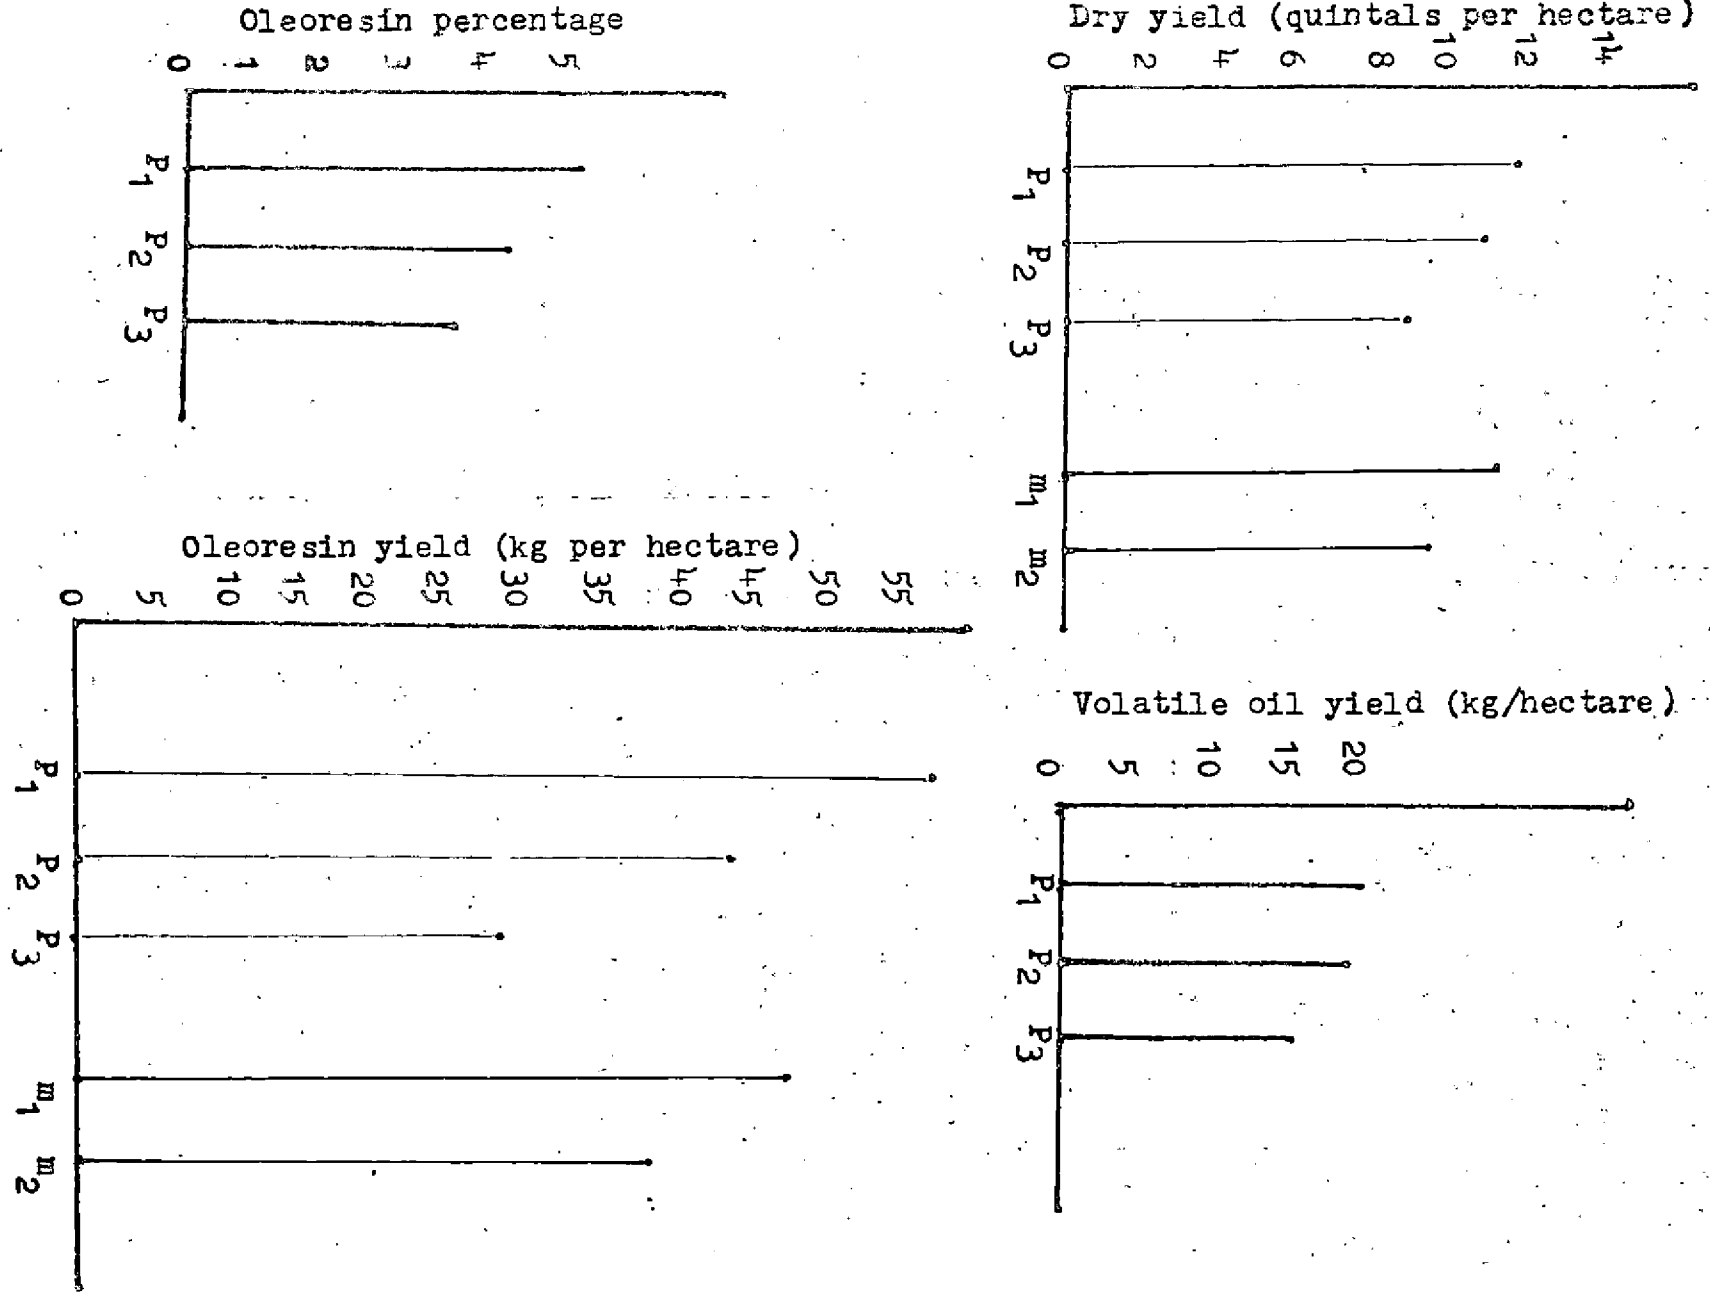 Oleoresin percentage
0 1 2 3 4 5
P1
P2
P3
Dry yield (quintals per hectare)
0 2 4 6 8 10 12 14
P1
P2
P3
m1
m2
Oleoresin yield (kg per hectare)
0 5 10 15 20 25 30 35 40 45 50 55
P1
P2
P3
m1
m2
Volatile oil yield (kg/hectare)
0 5 10 15 20
P1
P2
P3